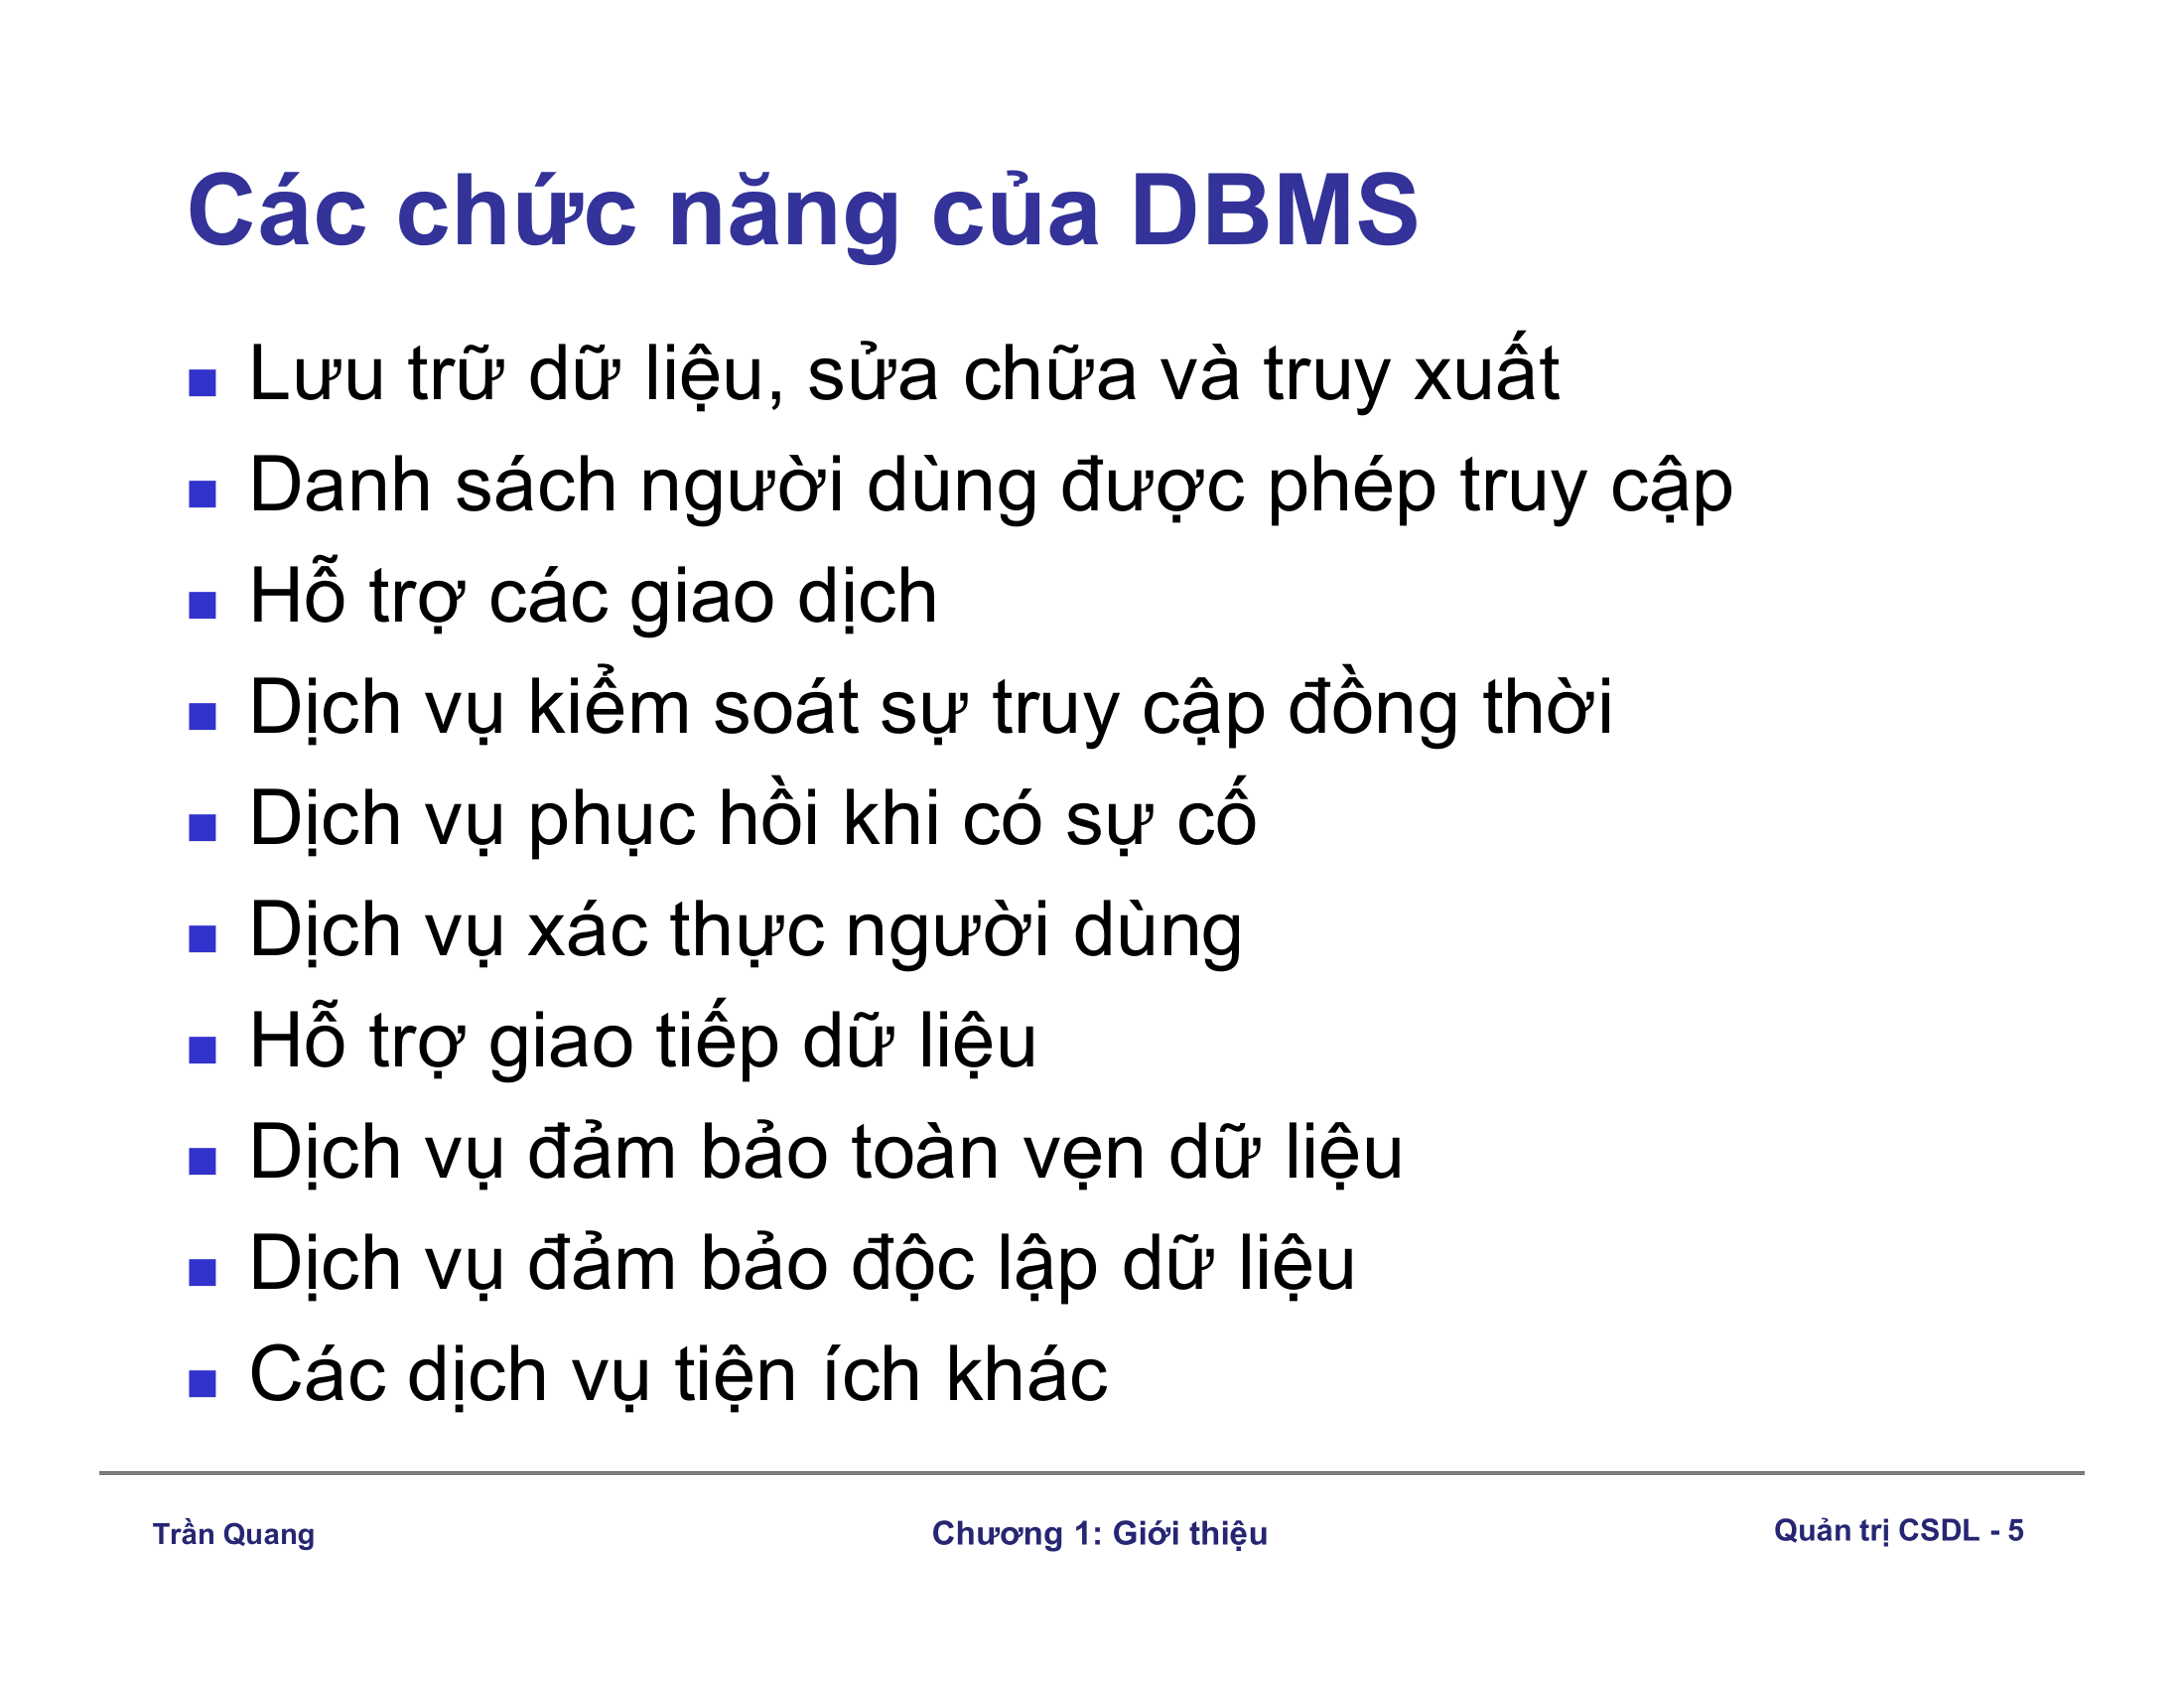 Các chức năng của DBMS
Lưu trữ dữ liệu, sửa chữa và truy xuất
Danh sách người dùng được phép truy cập
Hỗ trợ các giao dịch
Dịch vụ kiểm soát sự truy cập đồng thời
Dịch vụ phục hồi khi có sự cố
Dịch vụ xác thực người dùng
Hỗ trợ giao tiếp dữ liệu
Dịch vụ đảm bảo toàn vẹn dữ liệu
Dịch vụ đảm bảo độc lập dữ liệu
Các dịch vụ tiện ích khác
Trần Quang
Chương 1: Giới thiệu
Quản trị CSDL - 5